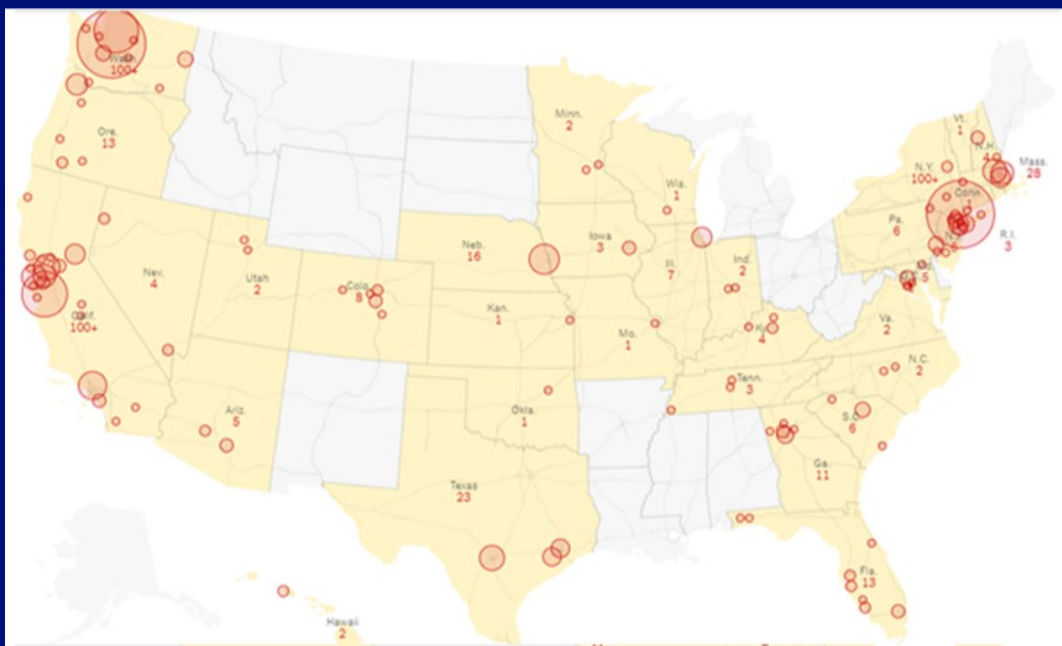 Wash.
100+
Ore.
13
Calif.
100+
Nev.
4
Utah
2
Ariz.
5
Colo.
8
Neb.
16
Kan.
1
Okla.
1
Texas
23
Minn.
2
Iowa
3
Mo.
1
Wis.
1
Ill.
7
Ind.
2
Ky.
4
Tenn.
3
Ga.
11
Fla.
13
S.C.
6
N.C.
2
Va.
2
Pa.
6
N.Y.
100+
Vt.
1
N.H.
4
Mass.
28
Conn.
1
R.I.
3
5
Hawaii
2